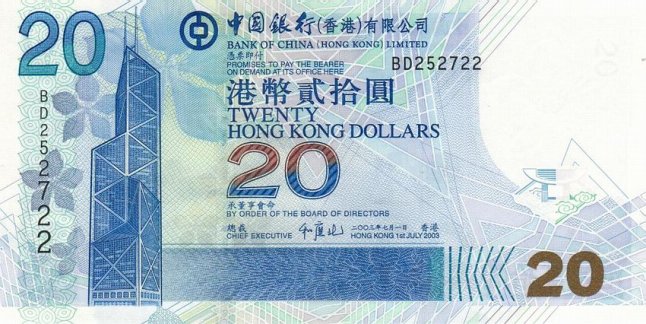 20
中國銀行(香港)有限公司
BANK OF CHINA (HONG KONG) LIMITED
憑票即付
PROMISES TO PAY THE BEARER
ON DEMAND AT ITS OFFICE HERE
BD252722
港幣貳拾圓
TWENTY
HONG KONG DOLLARS
BD252722
20
承董事會命
BY ORDER OF THE BOARD OF DIRECTORS
總裁
CHIEF EXECUTIVE
二〇〇三年七月一日 香港
HONG KONG 1ST JULY 2003
20